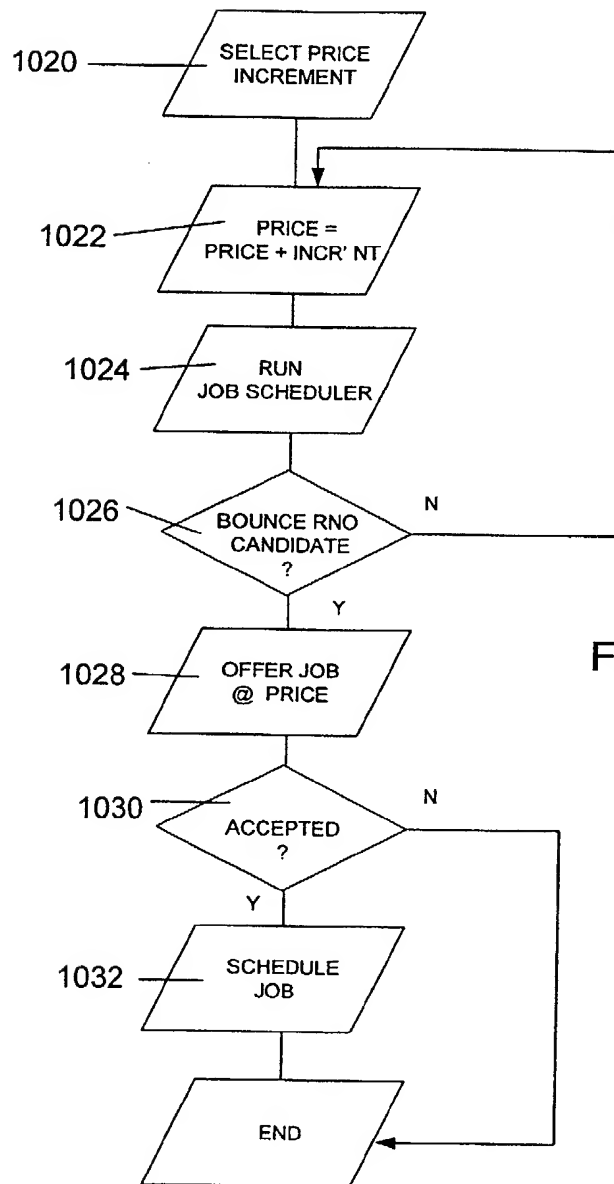 1020
SELECT PRICE
INCREMENT
1022
PRICE =
PRICE + INCR' NT
1024
RUN
JOB SCHEDULER
1026
BOUNCE RNO
CANDIDATE
?
N
Y
1028
OFFER JOB
@ PRICE
F
1030
ACCEPTED
?
N
Y
1032
SCHEDULE
JOB
END